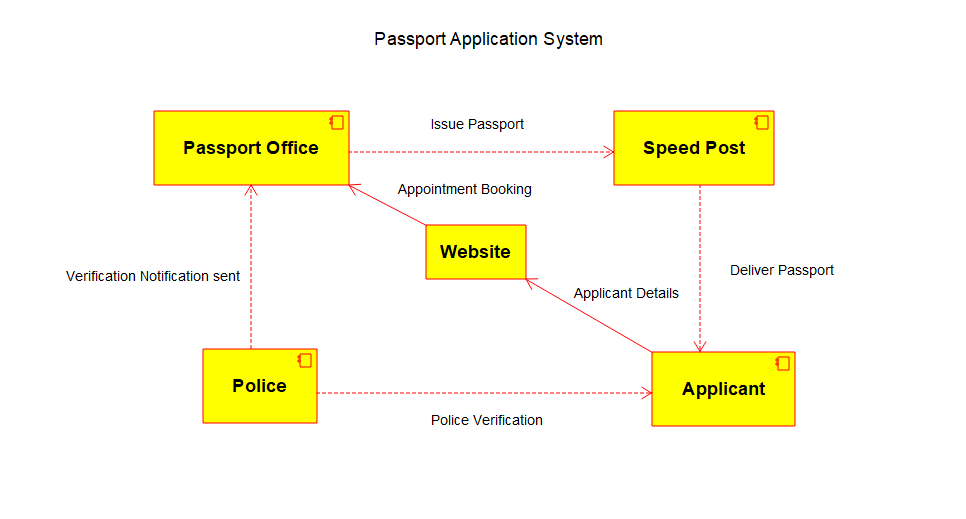 Passport Application System
Issue Passport
Passport Office
Speed Post
Appointment Booking
Website
Verification Notification sent
Deliver Passport
Applicant Details
Police
Applicant
Police Verification